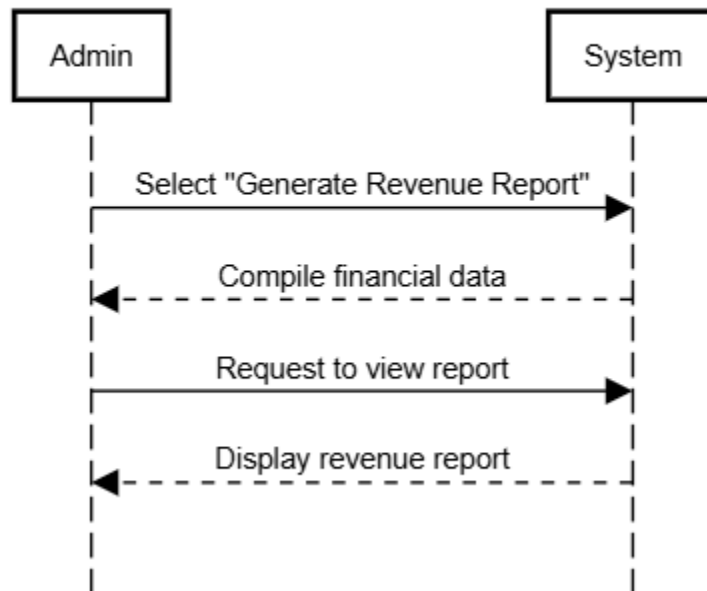 Admin
System
Select "Generate Revenue Report"
Compile financial data
Request to view report
Display revenue report